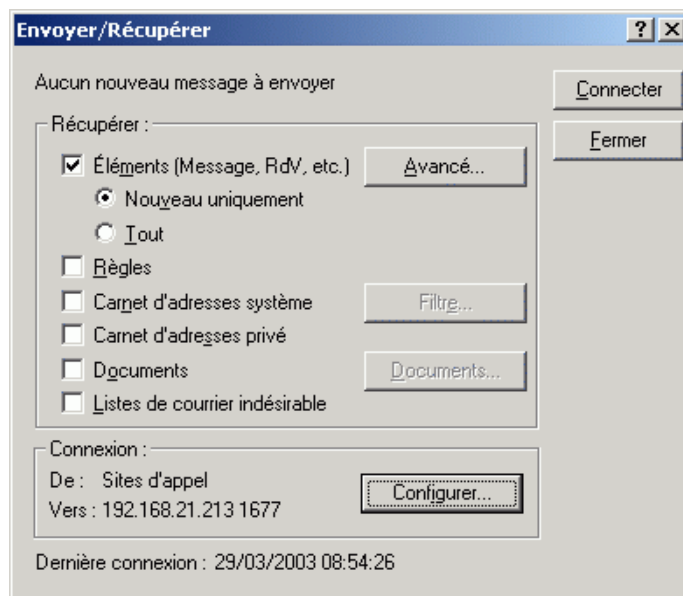 Envoyer/Récupérer
Aucun nouveau message à envoyer
Connecter
Fermer
Récupérer :
Éléments (Message, RdV, etc.)
Avancé...
Nouveau uniquement
Tout
Règles
Carnet d'adresses système
Filtre...
Carnet d'adresses privé
Documents
Documents...
Listes de courrier indésirable
Connexion :
De : Sites d'appel
Vers : 192.168.21.213 1677
Configurer...
Dernière connexion : 29/03/2003 08:54:26